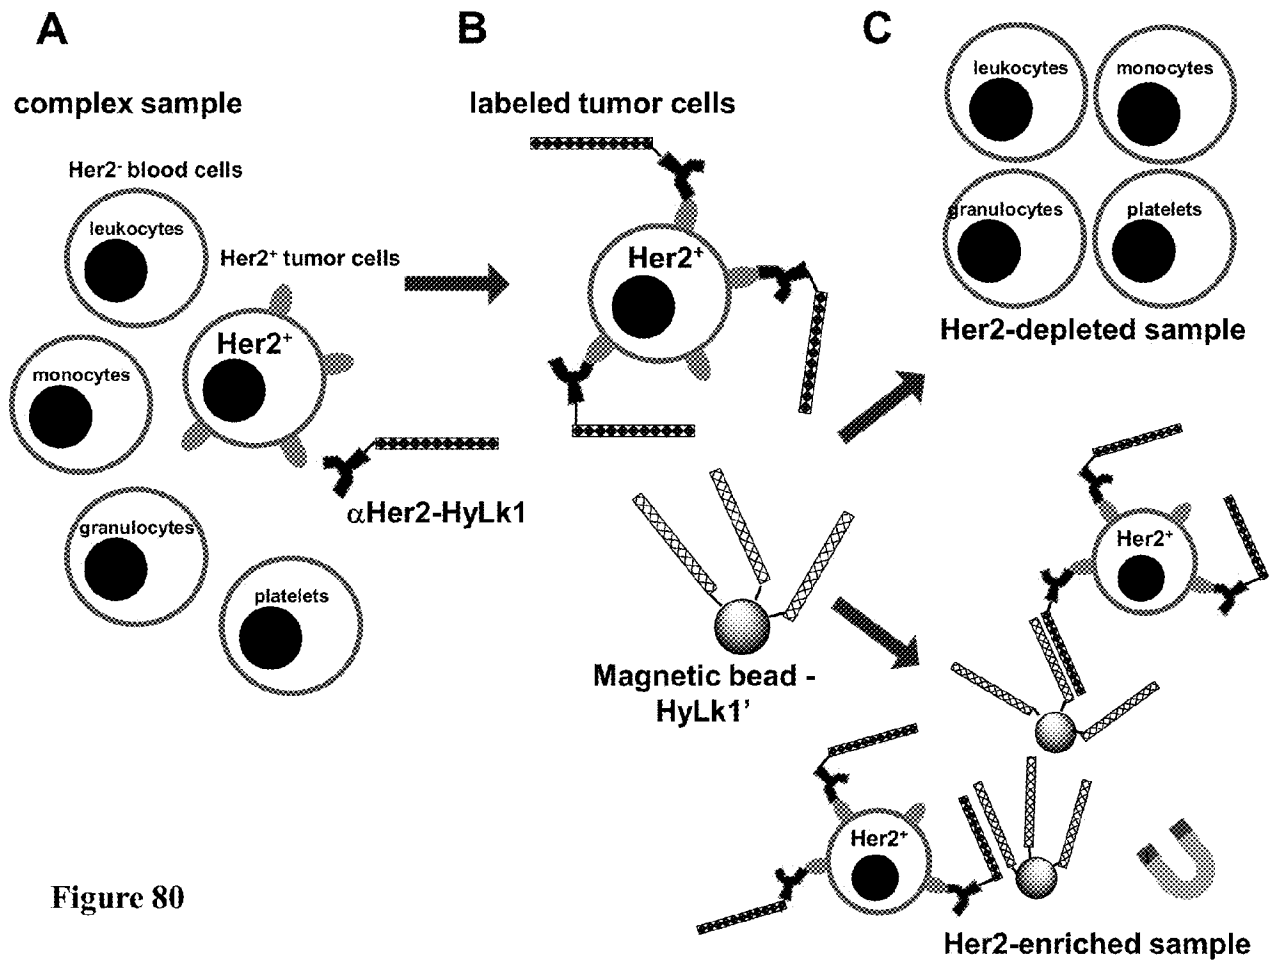 A
complex sample
Her2⁻ blood cells
leukocytes
Her2⁺ tumor cells
Her2⁺
monocytes
αHer2-HyLk1
granulocytes
platelets
B
labeled tumor cells
Her2⁺
Magnetic bead -
HyLk1’
C
leukocytes
monocytes
granulocytes
platelets
Her2-depleted sample
Her2⁺
Her2⁺
Her2-enriched sample
Figure 80